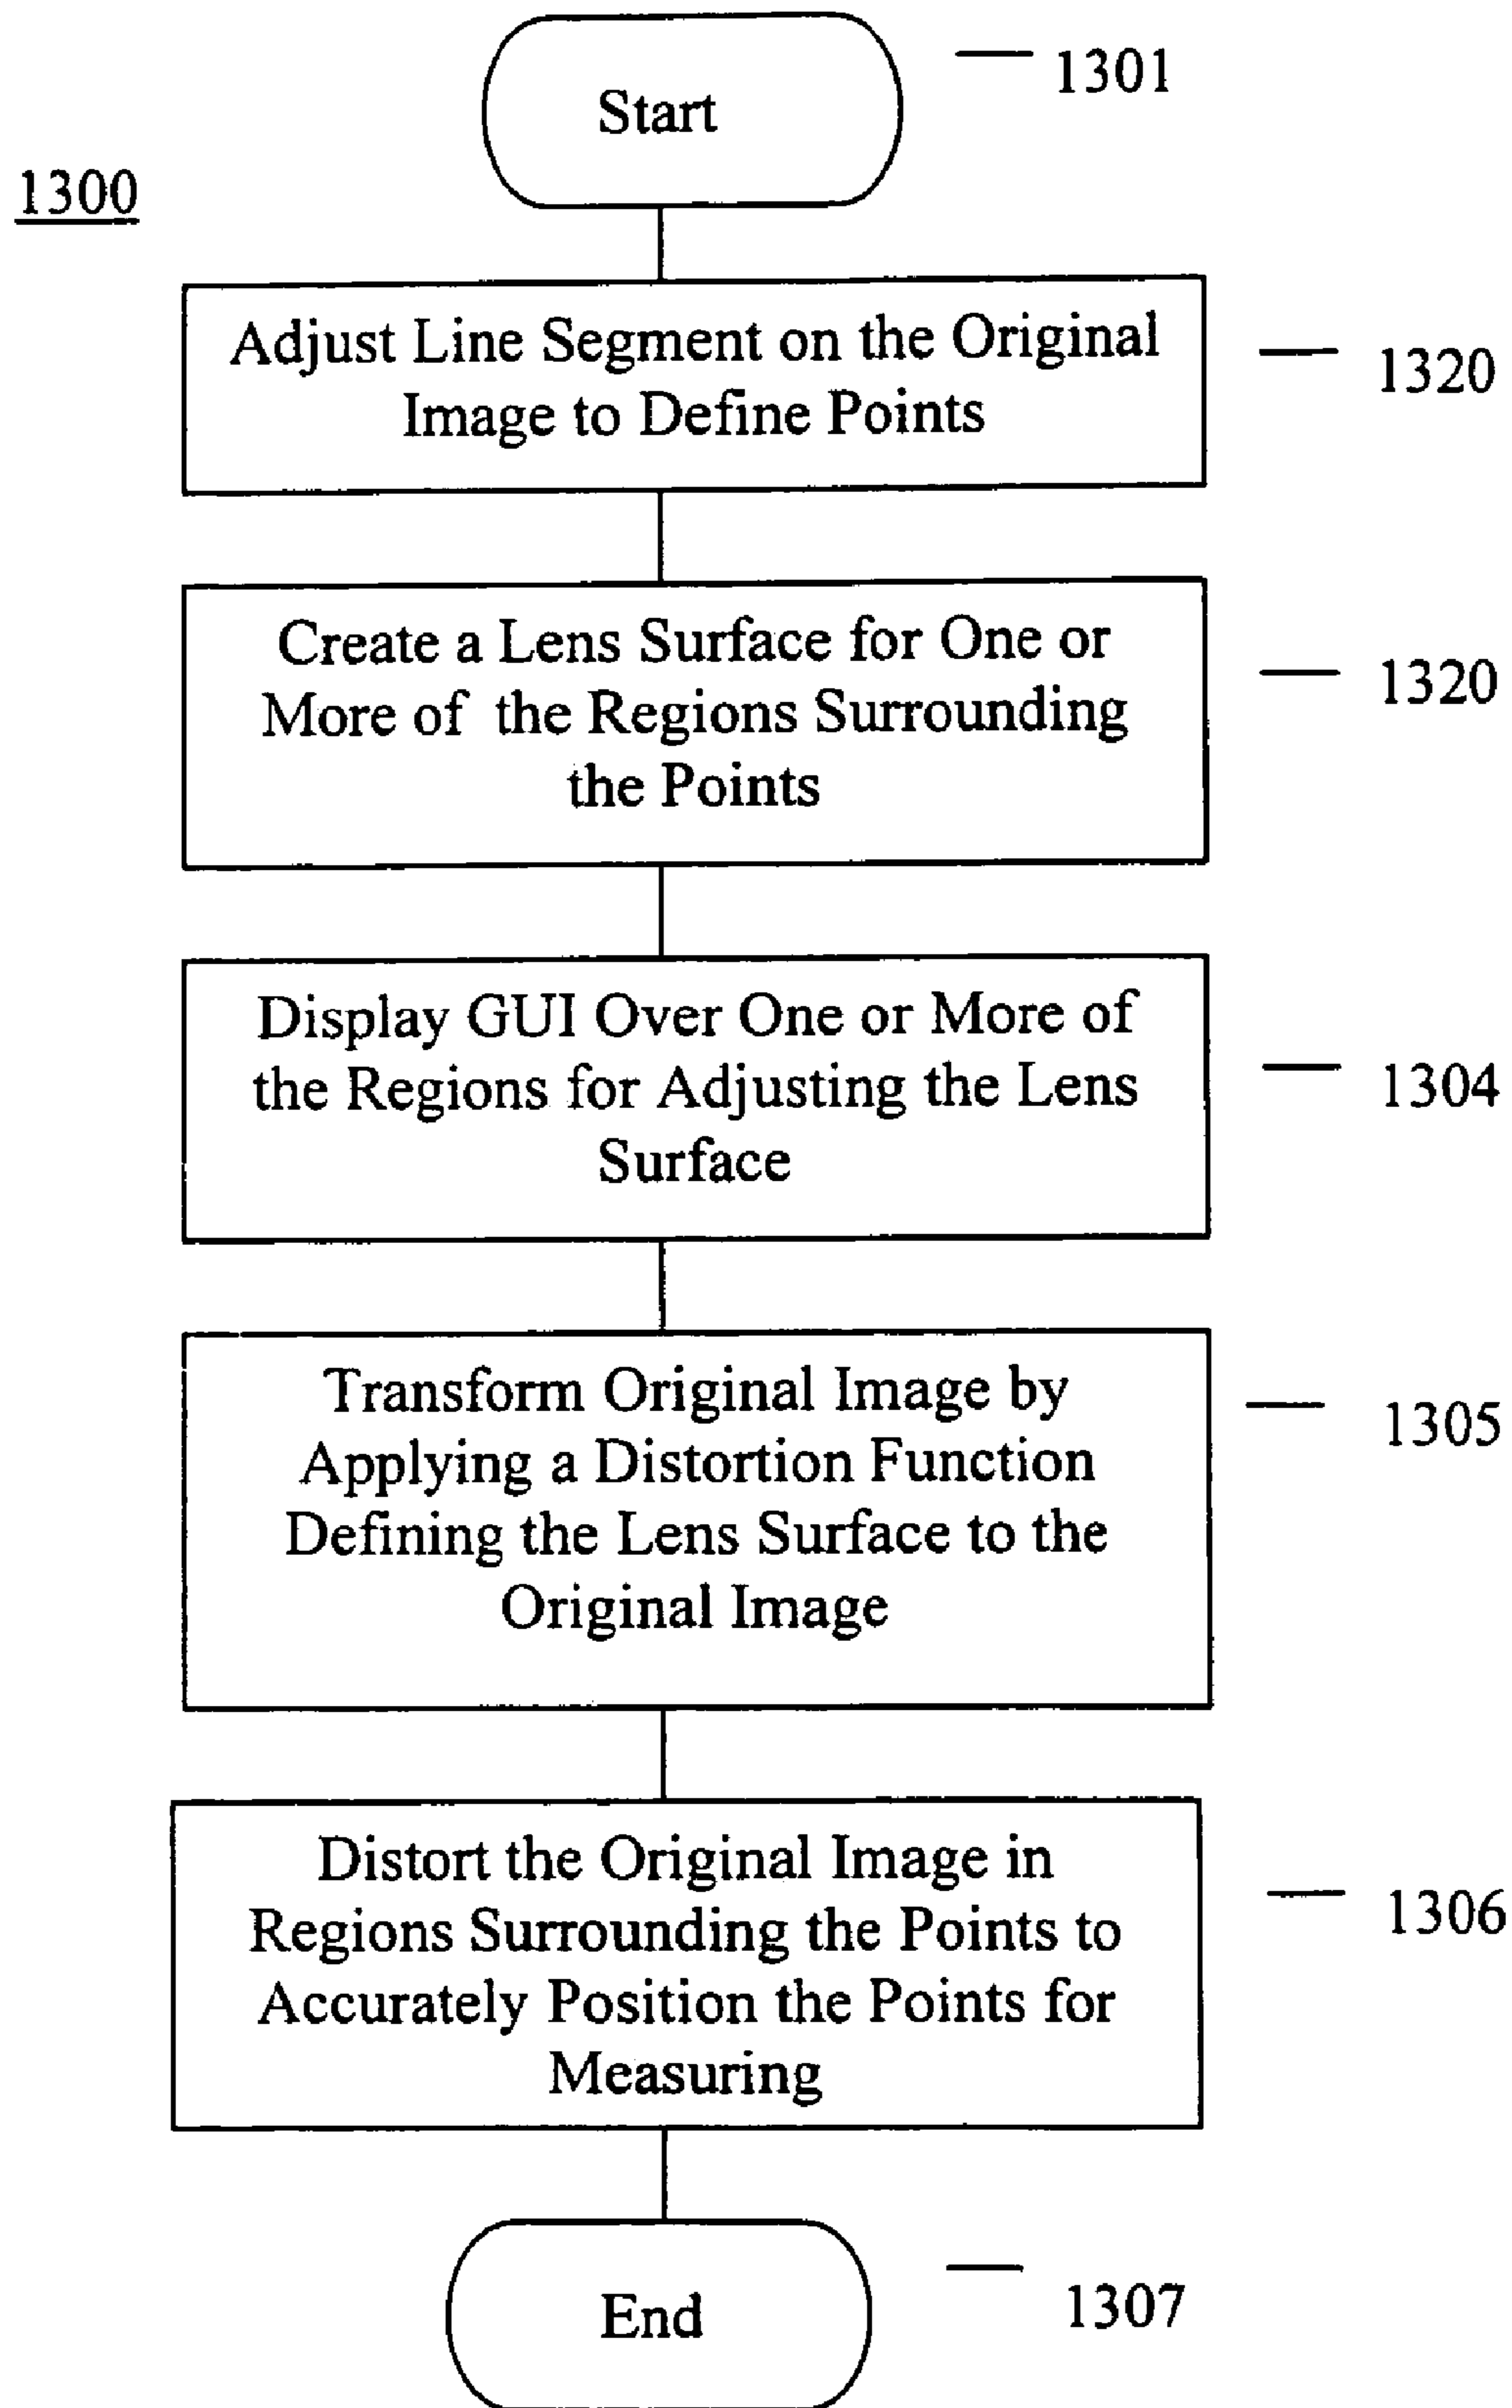 Start
1301
1300
Adjust Line Segment on the Original
Image to Define Points
1320
Create a Lens Surface for One or
More of the Regions Surrounding
the Points
1320
Display GUI Over One or More of
the Regions for Adjusting the Lens
Surface
1304
Transform Original Image by
Applying a Distortion Function
Defining the Lens Surface to the
Original Image
1305
Distort the Original Image in
Regions Surrounding the Points to
Accurately Position the Points for
Measuring
1306
End
1307